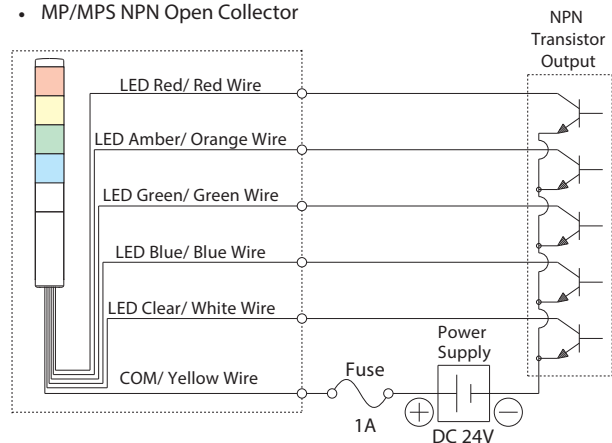 • MP/MPS NPN Open Collector
NPN
Transistor
Output
LED Red/ Red Wire
LED Amber/ Orange Wire
LED Green/ Green Wire
LED Blue/ Blue Wire
LED Clear/ White Wire
COM/ Yellow Wire
Fuse
1A
Power
Supply
+
−
DC 24V